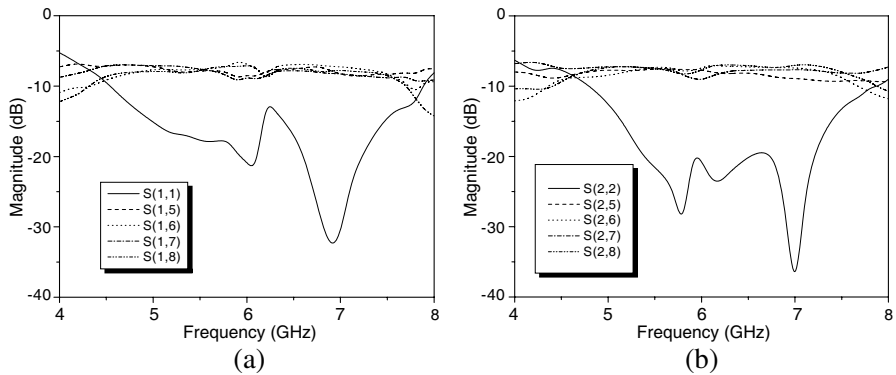 0
-10
-20
-30
-40
Magnitude (dB)
S(1,1)
S(1,5)
S(1,6)
S(1,7)
S(1,8)
4 5 6 7 8
Frequency (GHz)
(a)
0
-10
-20
-30
-40
Magnitude (dB)
S(2,2)
S(2,5)
S(2,6)
S(2,7)
S(2,8)
4 5 6 7 8
Frequency (GHz)
(b)